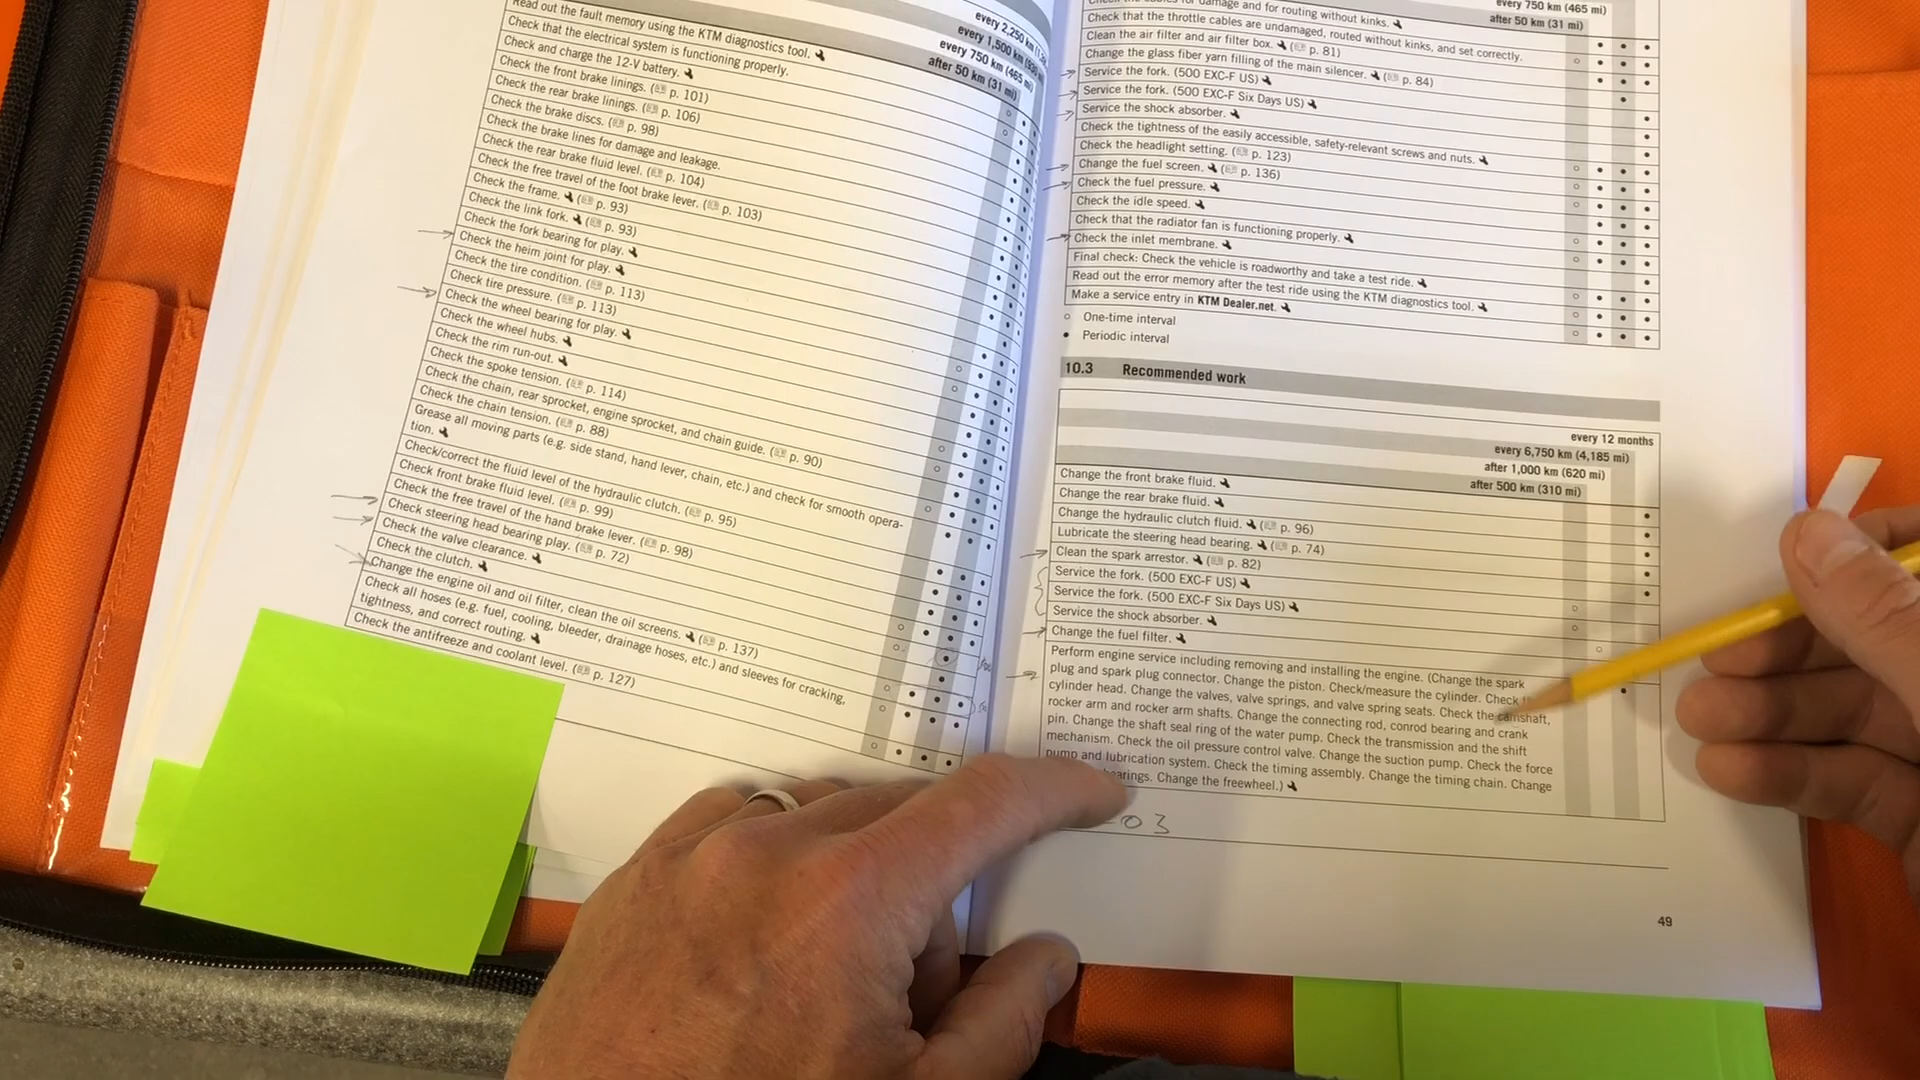 every 2,250 km
every 1,500 km (930 mi)
every 750 km (465 mi)
after 50 km (31 mi)
Read out the fault memory using the KTM diagnostics tool.
Check that the electrical system is functioning properly.
Check and charge the 12-V battery.
Check the front brake linings. ( p. 101)
Check the rear brake linings. ( p. 106)
Check the brake discs. ( p. 98)
Check the brake lines for damage and leakage.
Check the rear brake fluid level. ( p. 104)
Check the free travel of the foot brake lever. ( p. 103)
Check the frame. ( p. 93)
Check the link fork. ( p. 93)
Check the fork bearing for play.
Check the heim joint for play.
Check the tire condition. ( p. 113)
Check tire pressure. ( p. 113)
Check the wheel bearing for play.
Check the wheel hubs.
Check the rim run-out.
Check the spoke tension. ( p. 114)
Check the chain, rear sprocket, engine sprocket, and chain guide. ( p. 90)
Check the chain tension. ( p. 88)
Grease all moving parts (e.g. side stand, hand lever, chain, etc.) and check for smooth opera-
tion.
Check/correct the fluid level of the hydraulic clutch. ( p. 95)
Check front brake fluid level. ( p. 99)
Check the free travel of the hand brake lever. ( p. 98)
Check steering head bearing play. ( p. 72)
Check the valve clearance.
Check the clutch.
Change the engine oil and oil filter, clean the oil screens. ( p. 137)
Check all hoses (e.g. fuel, cooling, bleeder, drainage hoses, etc.) and sleeves for cracking,
tightness, and correct routing.
Check the antifreeze and coolant level. ( p. 127)
every 750 km (465 mi)
after 50 km (31 mi)
damage and for routing without kinks.
Check that the throttle cables are undamaged, routed without kinks, and set correctly.
Clean the air filter and air filter box. ( p. 81)
Change the glass fiber yarn filling of the main silencer. ( p. 84)
Service the fork. (500 EXC-F US)
Service the fork. (500 EXC-F Six Days US)
Service the shock absorber.
Check the tightness of the easily accessible, safety-relevant screws and nuts.
Check the headlight setting. ( p. 123)
Change the fuel screen. ( p. 136)
Check the fuel pressure.
Check the idle speed.
Check that the radiator fan is functioning properly.
Check the inlet membrane.
Final check: Check the vehicle is roadworthy and take a test ride.
Read out the error memory after the test ride using the KTM diagnostics tool.
Make a service entry in KTM Dealer.net.
○ One-time interval
• Periodic interval
10.3 Recommended work
every 12 months
every 6,750 km (4,185 mi)
after 1,000 km (620 mi)
after 500 km (310 mi)
Change the front brake fluid.
Change the rear brake fluid.
Change the hydraulic clutch fluid. ( p. 96)
Lubricate the steering head bearing. ( p. 74)
Clean the spark arrestor. ( p. 82)
Service the fork. (500 EXC-F US)
Service the fork. (500 EXC-F Six Days US)
Service the shock absorber.
Change the fuel filter.
Perform engine service including removing and installing the engine. (Change the spark
plug and spark plug connector. Change the piston. Check/measure the cylinder. Check
cylinder head. Change the valves, valve springs, and valve spring seats. Check the camshaft,
rocker arm and rocker arm shafts. Change the connecting rod, conrod bearing and crank
pin. Change the shaft seal ring of the water pump. Check the transmission and the shift
mechanism. Check the oil pressure control valve. Change the suction pump. Check the force
pump and lubrication system. Check the timing assembly. Change the timing chain. Change
bearings. Change the freewheel.)
-03
49